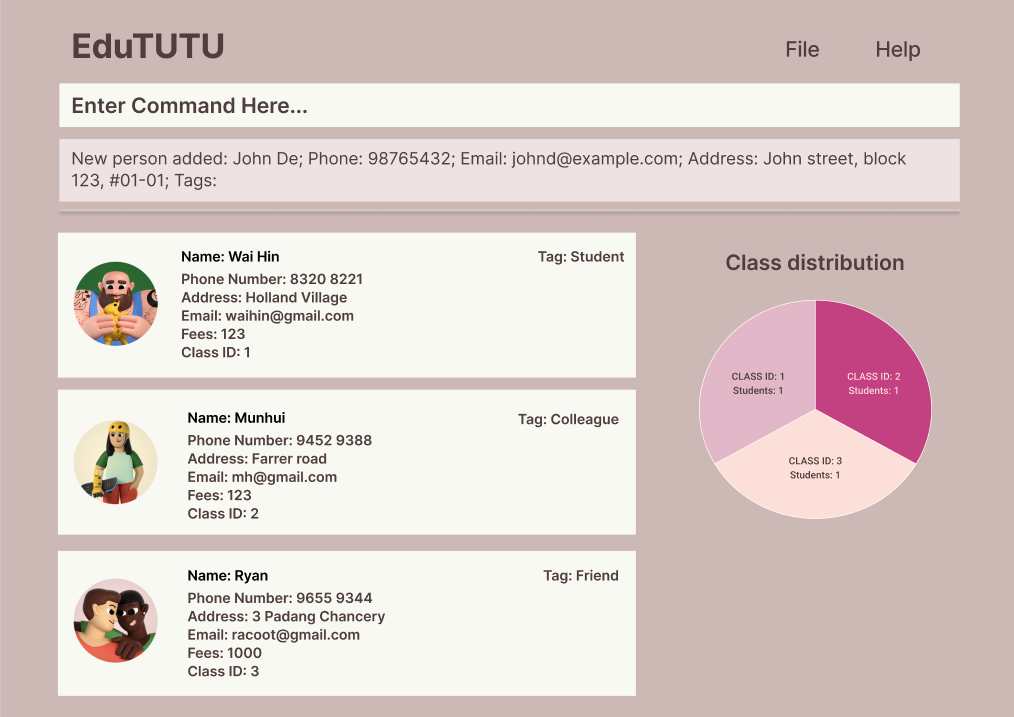 EduTUTU
File
Help
Enter Command Here...
New person added: John De; Phone: 98765432; Email: johnd@example.com; Address: John street, block
123, #01-01; Tags:
Name: Wai Hin
Tag: Student
Phone Number: 8320 8221
Address: Holland Village
Email: waihin@gmail.com
Fees: 123
Class ID: 1
Name: Munhui
Tag: Colleague
Phone Number: 9452 9388
Address: Farrer road
Email: mh@gmail.com
Fees: 123
Class ID: 2
Name: Ryan
Tag: Friend
Phone Number: 9655 9344
Address: 3 Padang Chancery
Email: racoot@gmail.com
Fees: 1000
Class ID: 3
Class distribution
CLASS ID: 1
Students: 1
CLASS ID: 2
Students: 1
CLASS ID: 3
Students: 1